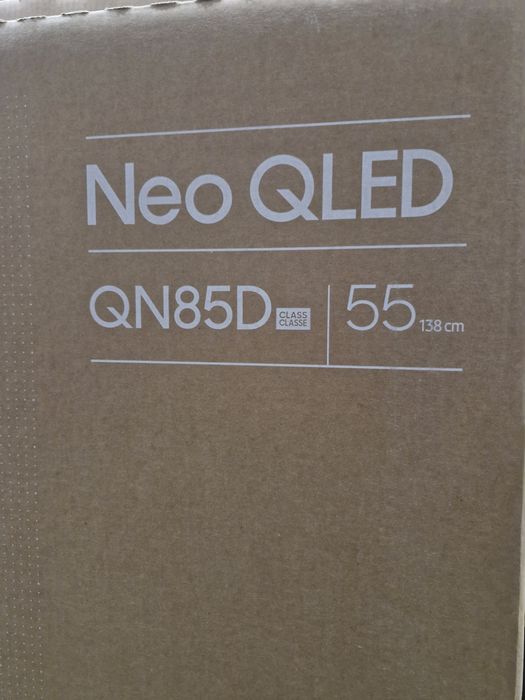 Neo QLED
QN85D CLASS CLASSE 55 138 cm